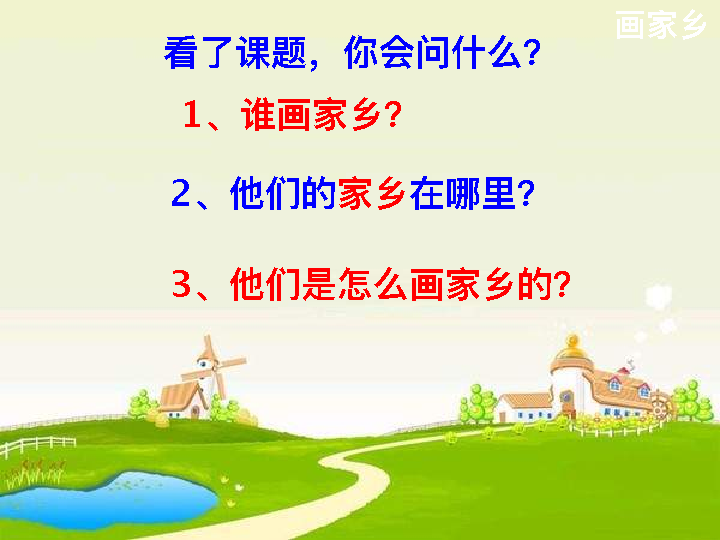 画家乡
看了课题，你会问什么？
1、谁画家乡？
2、他们的家乡在哪里？
3、他们是怎么画家乡的？